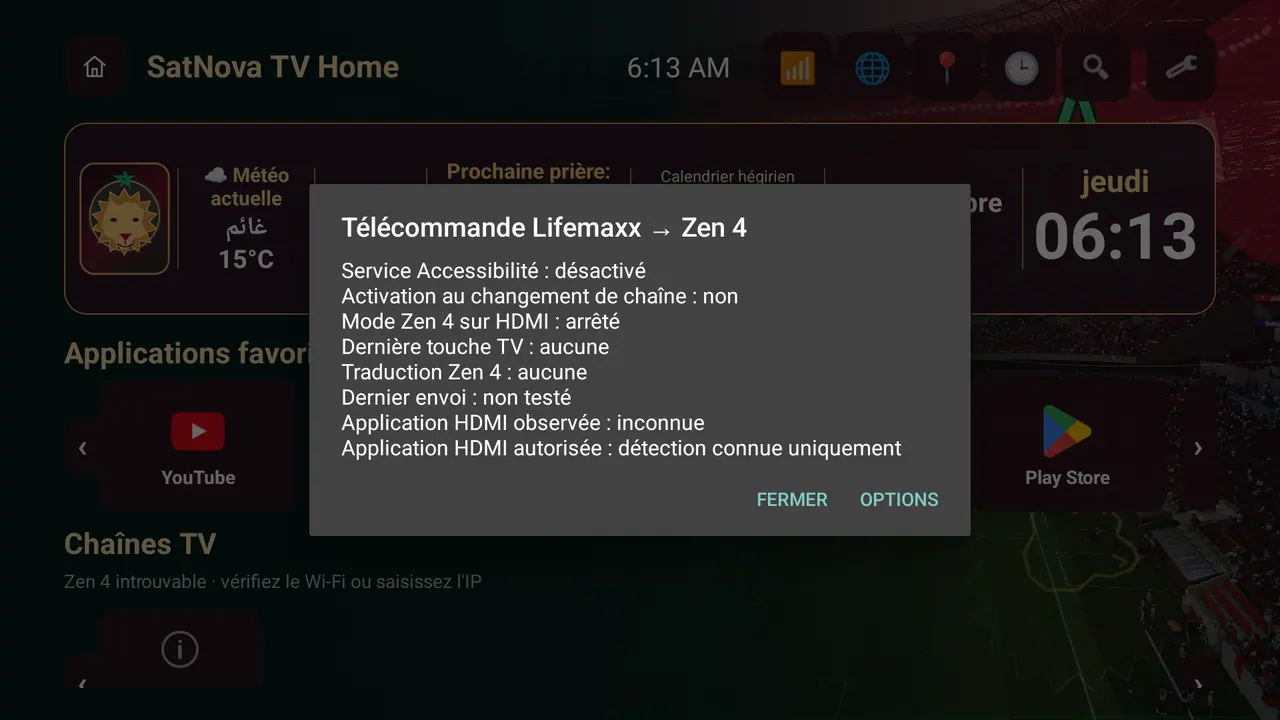 SatNova TV Home
6:13 AM
Météo
actuelle
غائم
15°C
Prochaine prière:
Calendrier hégirien
bre
jeudi
06:13
Télécommande Lifemaxx → Zen 4
Service Accessibilité : désactivé
Activation au changement de chaîne : non
Mode Zen 4 sur HDMI : arrêté
Dernière touche TV : aucune
Traduction Zen 4 : aucune
Dernier envoi : non testé
Application HDMI observée : inconnue
Application HDMI autorisée : détection connue uniquement
FERMER OPTIONS
Applications favori
YouTube
Play Store
Chaînes TV
Zen 4 introuvable · vérifiez le Wi-Fi ou saisissez l'IP